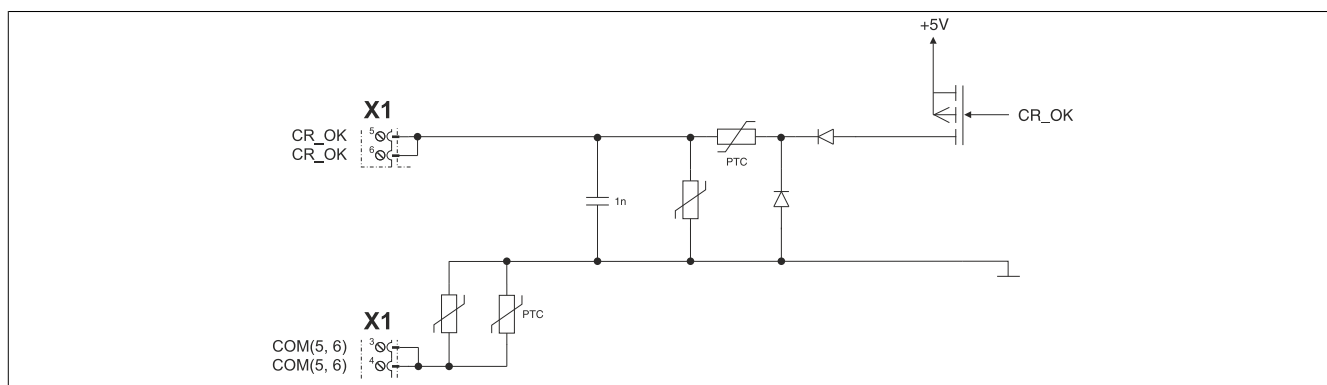 +5V
X1
CR_OK 5
CR_OK 6
PTC
CR_OK
1n
X1
PTC
COM(5, 6) 3
COM(5, 6) 4